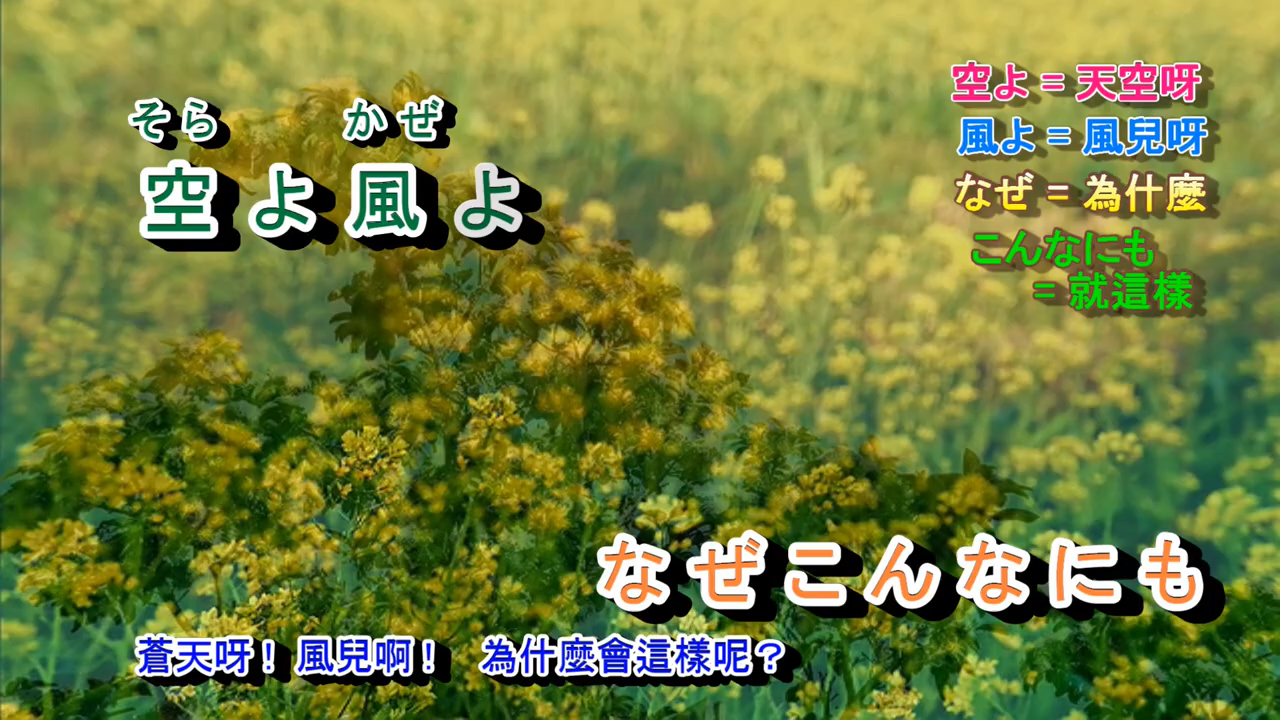 そら かぜ
空よ風よ
空よ = 天空呀
風よ = 風兒呀
なぜ = 為什麼
こんなにも
= 就這樣
なぜこんなにも
蒼天呀! 風兒啊! 為什麼會這樣呢?